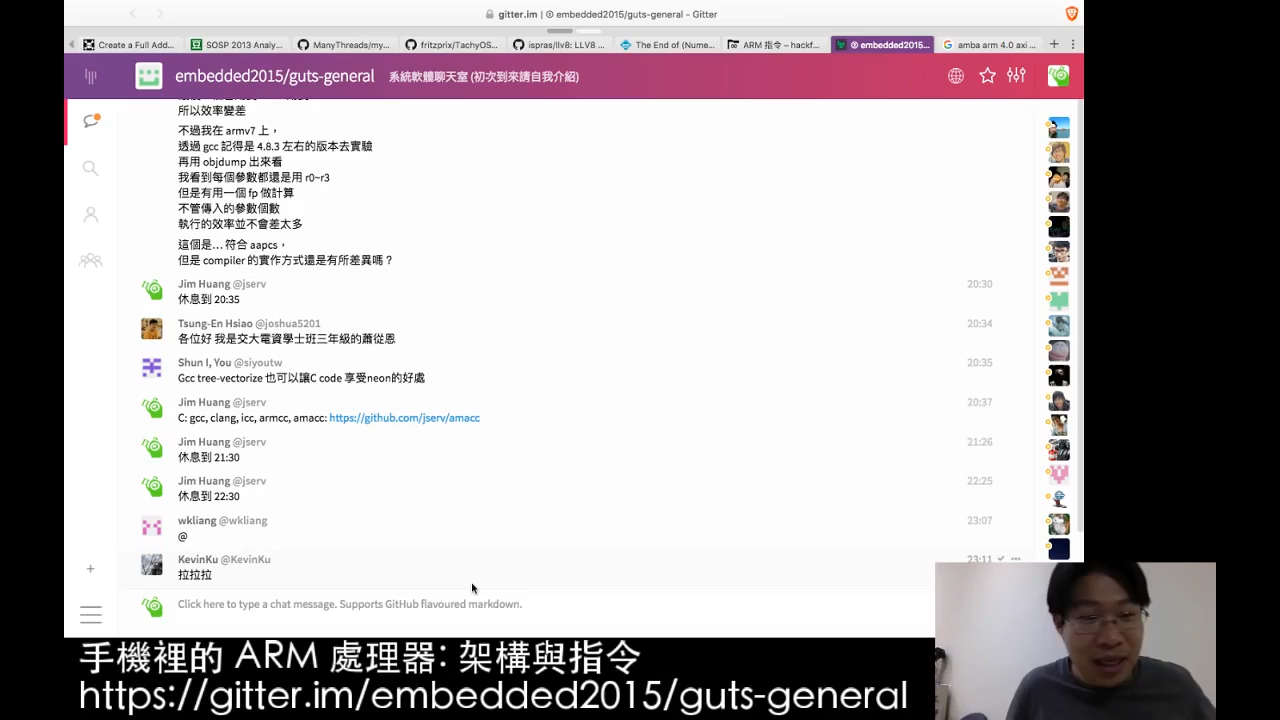 gitter.im | ① embedded2015/guts-general - Gitter
Create a Full Add...
SOSP 2013 Analy...
ManyThreads/my...
fritzprix/TachyOS...
ispras/llv8: LLV8 ...
The End of (Nume...
ARM 指令 – hackf...
① embedded2015...
amba arm 4.0 axi ...
embedded2015/guts-general 系統軟體聊天室 (初次到來請自我介紹)
所以效率變差
不過我在 armv7 上，
透過 gcc 記得是 4.8.3 左右的版本去實驗
再用 objdump 出來看
我看到每個參數都還是用 r0~r3
但是有用一個 fp 做計算
不管傳入的參數個數
執行的效率並不會差太多
這個是... 符合 aapcs，
但是 compiler 的實作方式還是有所差異嗎？
Jim Huang @jserv 20:30
休息到 20:35
Tsung-En Hsiao @joshua5201 20:34
各位好 我是交大電資學士班三年級的蕭從恩
Shun I, You @siyoutw 20:35
Gcc tree-vectorize 也可以讓C code 享受neon的好處
Jim Huang @jserv 20:37
C: gcc, clang, icc, armcc, amacc: https://github.com/jserv/amacc
Jim Huang @jserv 21:26
休息到 21:30
Jim Huang @jserv 22:25
休息到 22:30
wkliang @wkliang 23:07
@
KevinKu @KevinKu 23:11
拉拉拉
Click here to type a chat message. Supports GitHub flavoured markdown.
手機裡的 ARM 處理器: 架構與指令
https://gitter.im/embedded2015/guts-general